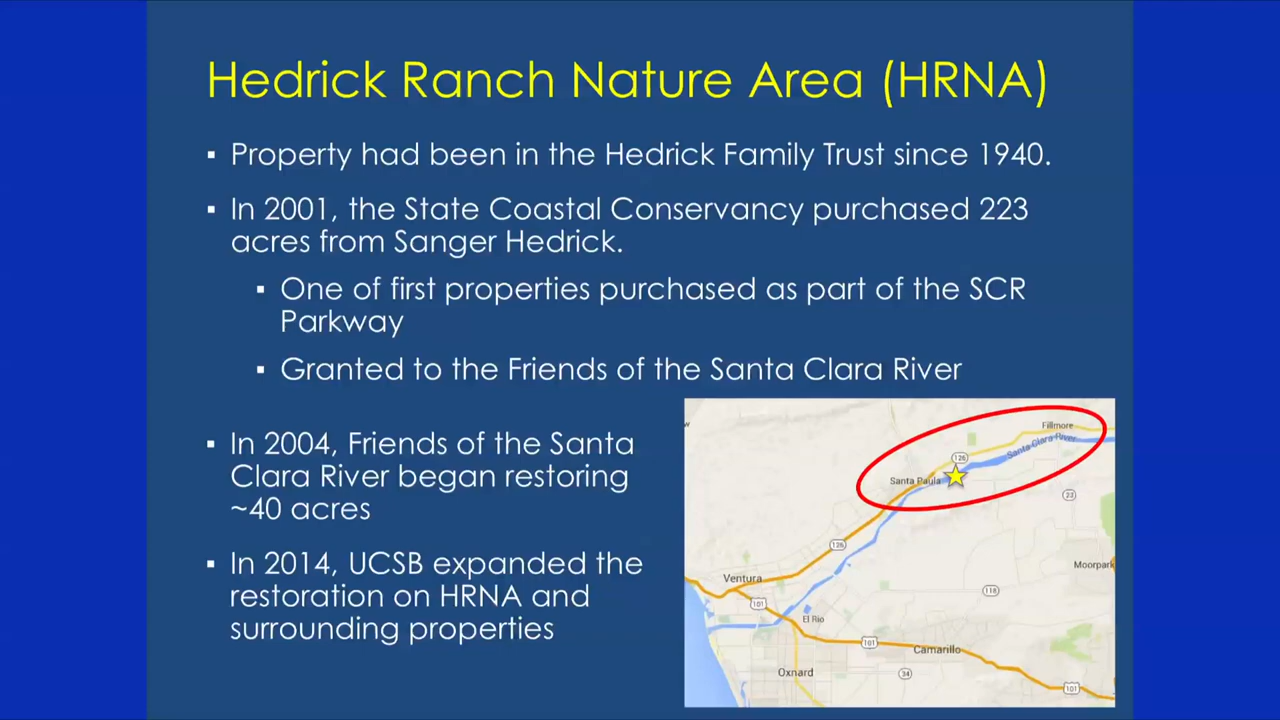 Hedrick Ranch Nature Area (HRNA)
▪ Property had been in the Hedrick Family Trust since 1940.
▪ In 2001, the State Coastal Conservancy purchased 223
acres from Sanger Hedrick.
▪ One of first properties purchased as part of the SCR
Parkway
▪ Granted to the Friends of the Santa Clara River
▪ In 2004, Friends of the Santa
Clara River began restoring
~40 acres
▪ In 2014, UCSB expanded the
restoration on HRNA and
surrounding properties
Fillmore
Santa Clara River
126
Santa Paula
23
126
Moorpark
Ventura
118
101
El Rio
101
Camarillo
Oxnard
34
101